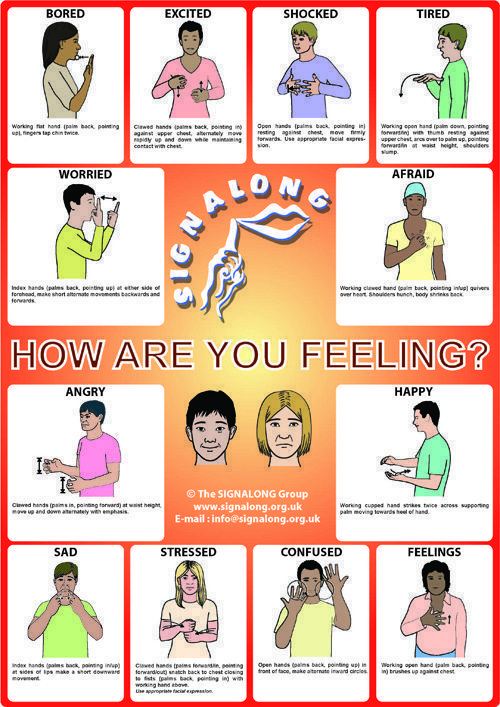 BORED
Working flat hand (palm back, pointing
up), fingers tap chin twice.
EXCITED
Clawed hands (palms back, pointing in)
against upper chest, alternately move
rapidly up and down while maintaining
contact with chest.
SHOCKED
Open hands (palms back, pointing in)
resting against chest, move firmly
forwards. Use appropriate facial expres-
sion.
TIRED
Working open hand (palm down, pointing
forward/in) with thumb resting against
upper chest, arcs over to palm up, pointing
forward/in at waist height, shoulders
slump.
WORRIED
Index hands (palms back, pointing up) at either side of
forehead, make short alternate movements backwards and
forwards.
SIGNALONG
AFRAID
Working clawed hand (palm back, pointing in/up) quivers
over heart. Shoulders hunch, body shrinks back.
HOW ARE YOU FEELING?
ANGRY
Clawed hands (palms in, pointing forward) at waist height,
move up and down alternately with emphasis.
© The SIGNALONG Group
www.signalong.org.uk
E-mail : info@signalong.org.uk
HAPPY
Working cupped hand strikes twice across supporting
palm moving towards heel of hand.
SAD
Index hands (palms back, pointing in/up)
at sides of lips make a short downward
movement.
STRESSED
Clawed hands (palms forward/in, pointing
forward/out) snatch back to chest closing
to fists (palms back, pointing in) with
working hand above.
Use appropriate facial expression.
CONFUSED
Open hands (palms back, pointing up) in
front of face, make alternate inward circles.
FEELINGS
Working open hand (palm back, pointing
in) brushes up against chest.